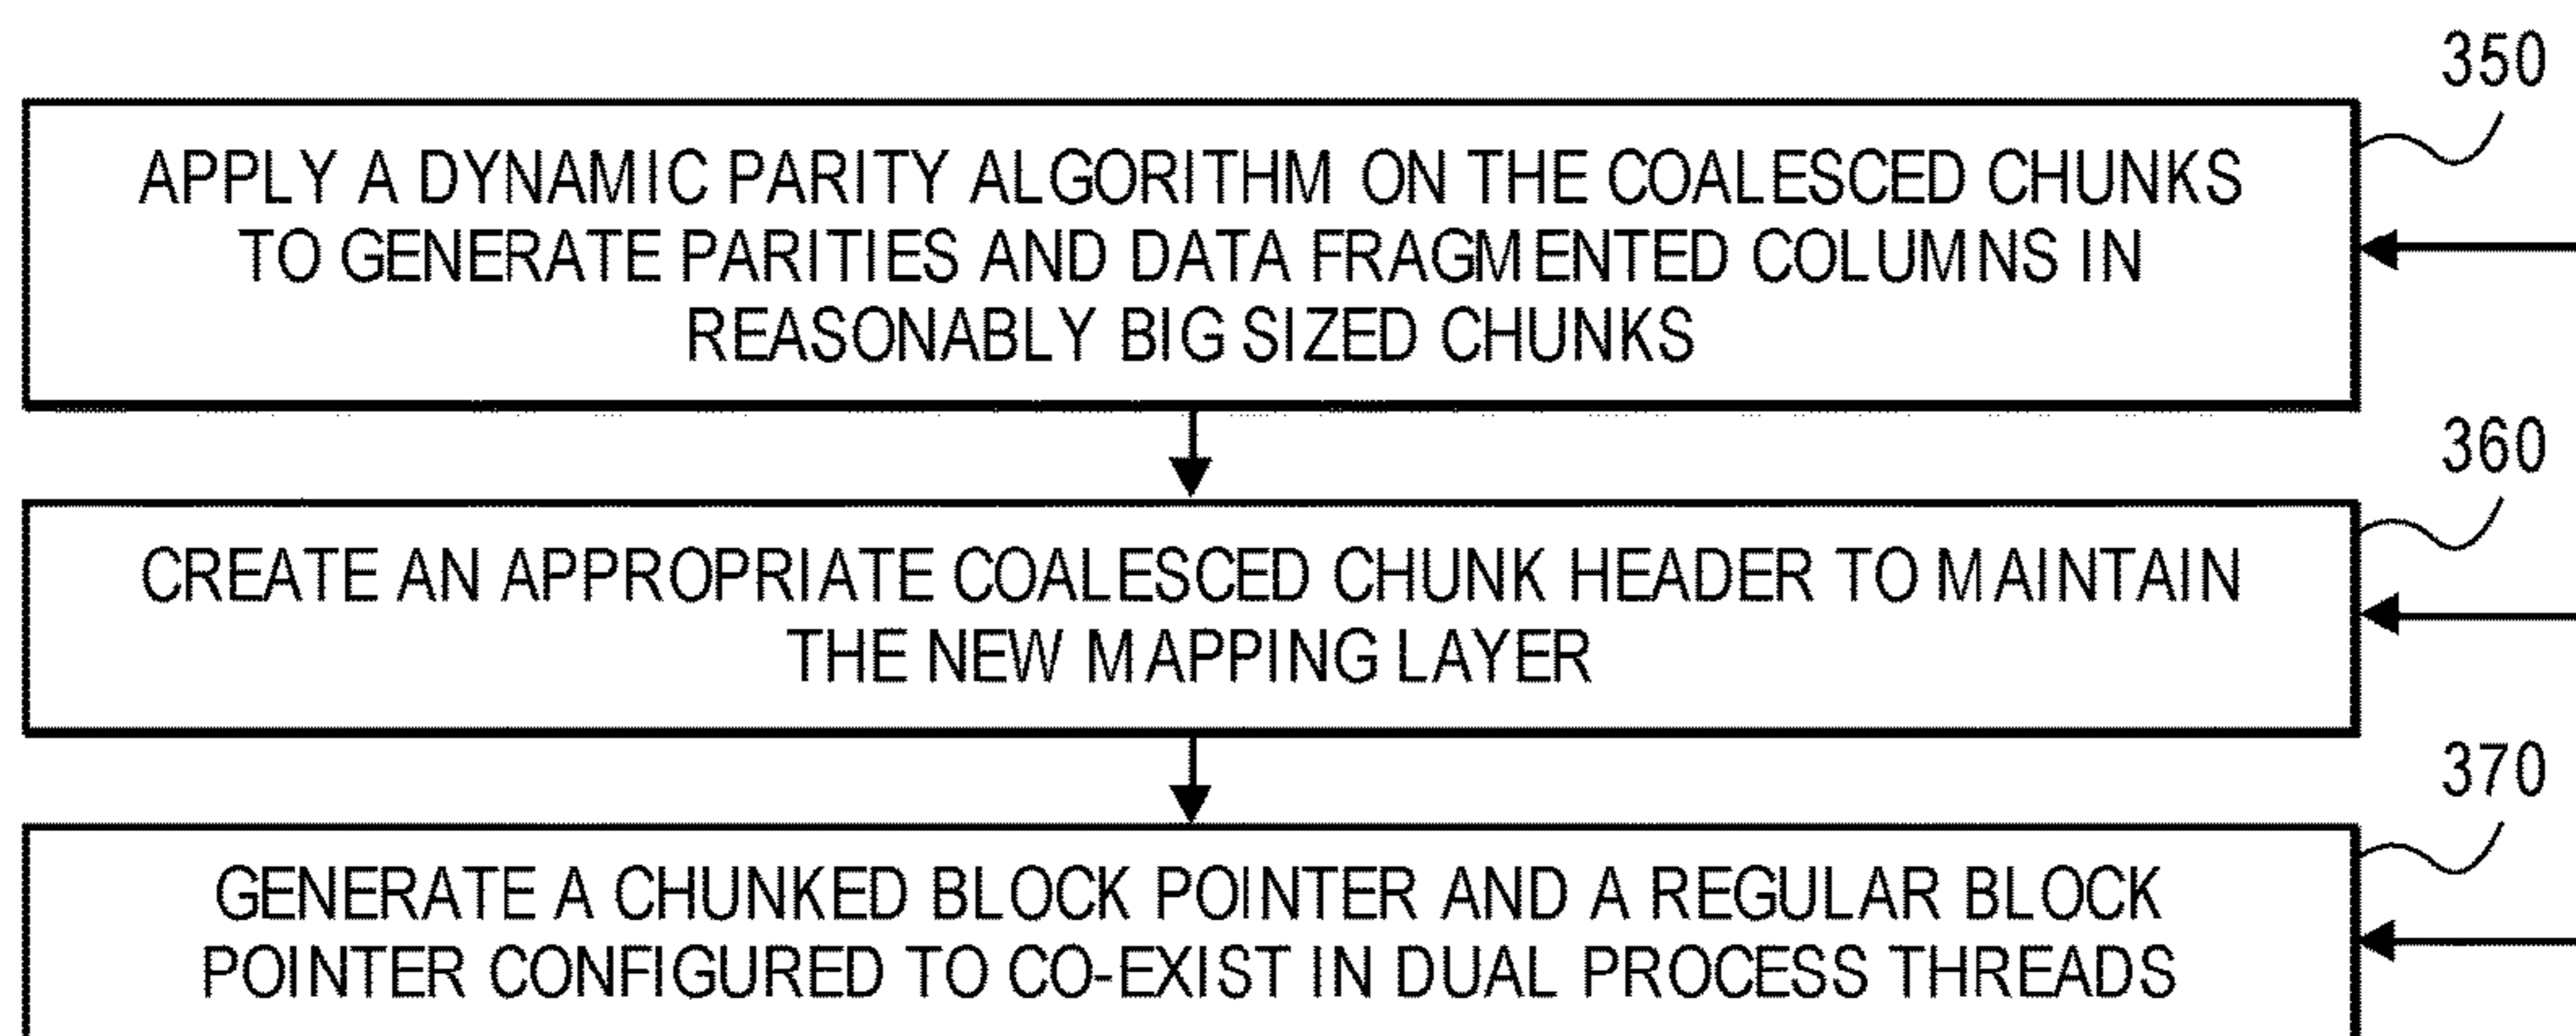 350
APPLY A DYNAMIC PARITY ALGORITHM ON THE COALESCED CHUNKS
TO GENERATE PARITIES AND DATA FRAGMENTED COLUMNS IN
REASONABLY BIG SIZED CHUNKS
360
CREATE AN APPROPRIATE COALESCED CHUNK HEADER TO MAINTAIN
THE NEW MAPPING LAYER
370
GENERATE A CHUNKED BLOCK POINTER AND A REGULAR BLOCK
POINTER CONFIGURED TO CO-EXIST IN DUAL PROCESS THREADS